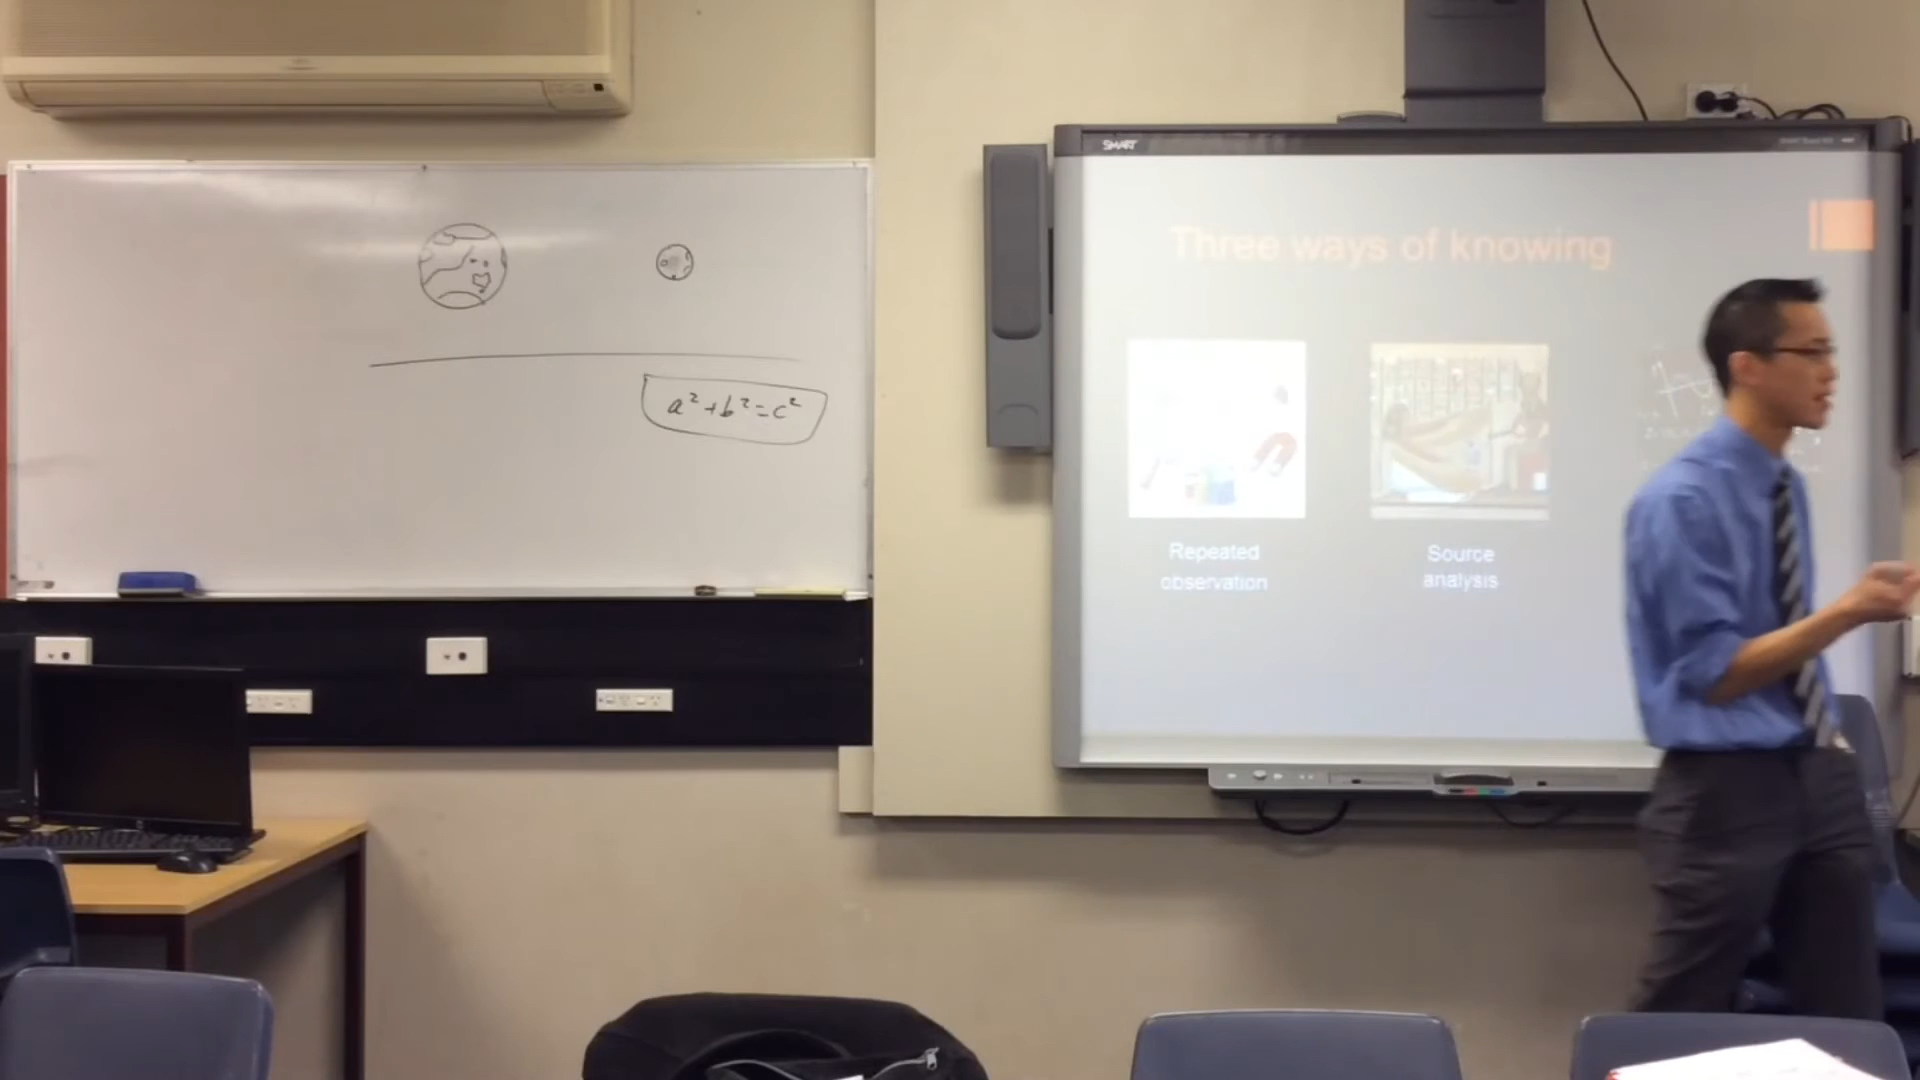 a²+b²=c²
SMART
Three ways of knowing
Repeated
observation
Source
analysis